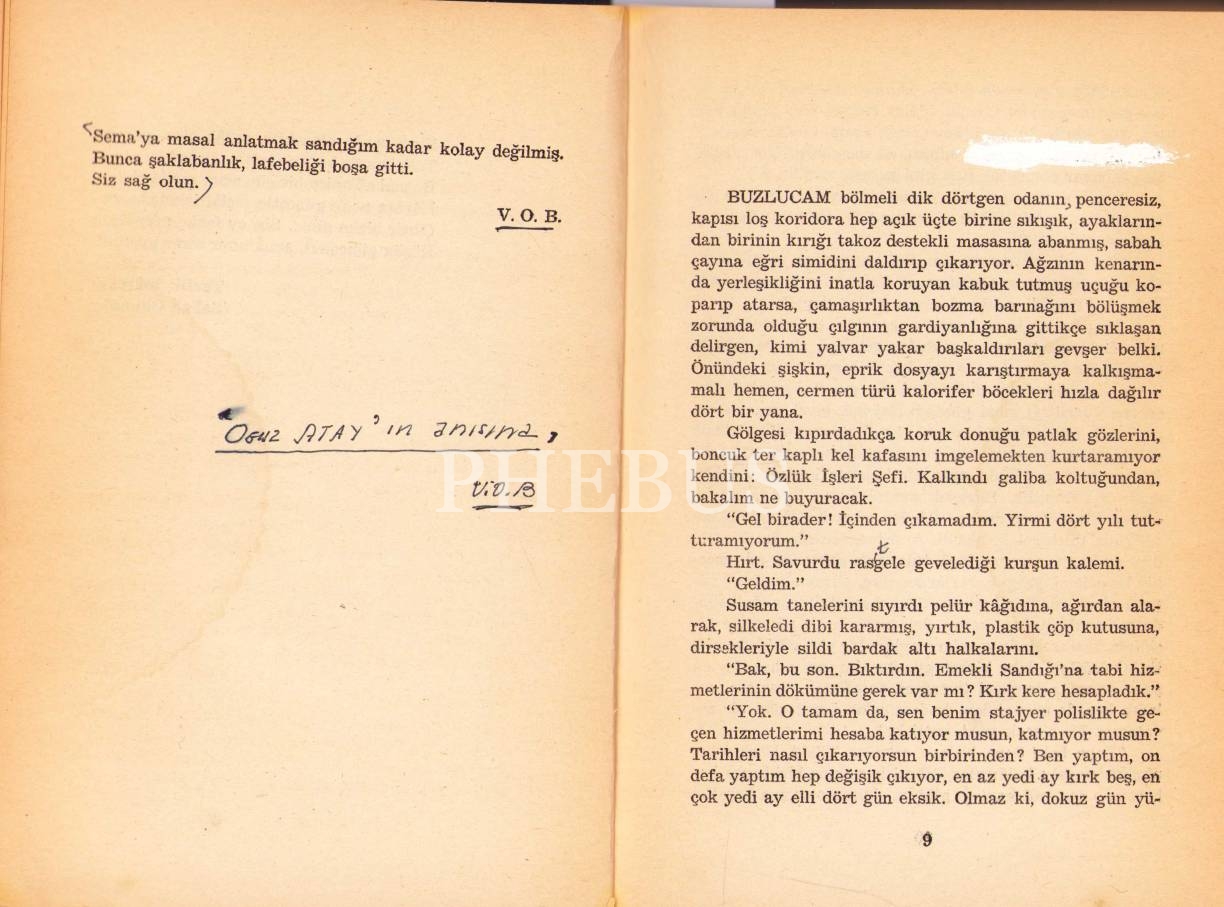 Sema'ya masal anlatmak sandığım kadar kolay değilmiş.
Bunca şaklabanlık, lafebeliği boşa gitti.
Siz sağ olun.
V. O. B.
Oğuz ATAY'ın anısına,
V.O.B
PHEBUS
BUZLUCAM bölmeli dik dörtgen odanın, penceresiz,
kapısı loş koridora hep açık üçte birine sıkışık, ayakların-
dan birinin kırığı takoz destekli masasına abanmış, sabah
çayına eğri simidini daldırıp çıkarıyor. Ağzının kenarın-
da yerleşikliğini inatla koruyan kabuk tutmuş uçuğu ko-
parıp atarsa, çamaşırlıktan bozma barınağını bölüşmek
zorunda olduğu çılgının gardiyanlığına gittikçe sıklaşan
delirgen, kimi yalvar yakar başkaldırıları gevşer belki.
Önündeki şişkin, eprik dosyayı karıştırmaya kalkışma-
malı hemen, cermen türü kalorifer böcekleri hızla dağılır
dört bir yana.
Gölgesi kıpırdadıkça koruk donuğu patlak gözlerini,
boncuk ter kaplı kel kafasını imgelemekten kurtaramıyor
kendini: Özlük İşleri Şefi. Kalkındı galiba koltuğundan,
bakalım ne buyuracak.
"Gel birader! İçinden çıkamadım. Yirmi dört yılı tut-
turamıyorum."
t
Hırt. Savurdu rasgele gevelediği kurşun kalemi.
"Geldim."
Susam tanelerini sıyırdı pelür kâğıdına, ağırdan ala-
rak, silkeledi dibi kararmış, yırtık, plastik çöp kutusuna,
dirsekleriyle sildi bardak altı halkalarını.
"Bak, bu son. Bıktırdın. Emekli Sandığı'na tabi hiz-
metlerinin dökümüne gerek var mı? Kırk kere hesapladık."
"Yok. O tamam da, sen benim stajyer polislikte ge-
çen hizmetlerimi hesaba katıyor musun, katmıyor musun?
Tarihleri nasıl çıkarıyorsun birbirinden? Ben yaptım, on
defa yaptım hep değişik çıkıyor, en az yedi ay kırk beş, en
çok yedi ay elli dört gün eksik. Olmaz ki, dokuz gün yü-
9